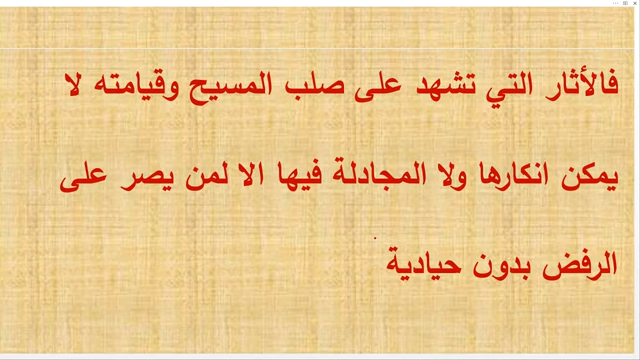 فالأثار التي تشهد على صلب المسيح وقيامته لا
يمكن انكارها ولا المجادلة فيها الا لمن يصر على
الرفض بدون حيادية